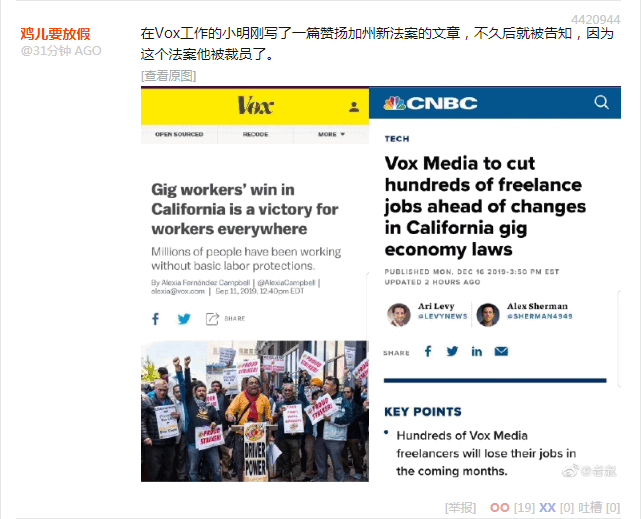 4420944
鸡儿要放假
@31分钟 AGO
在Vox工作的小明刚写了一篇赞扬加州新法案的文章，不久后就被告知，因为
这个法案他被裁员了。
[查看原图]
Vox
OPEN SOURCED RECODE MORE
Gig workers’ win in
California is a victory for
workers everywhere
Millions of people have been working
without basic labor protections.
By Alexia Fernández Campbell | @AlexiaCampbell |
alexia@vox.com | Sep 11, 2019, 12:40pm EDT
SHARE
PROUD
STRIKER!
DRIVER
POWER
CNBC
TECH
Vox Media to cut
hundreds of freelance
jobs ahead of changes
in California gig
economy laws
PUBLISHED MON, DEC 16 2019•3:50 PM EST
UPDATED 2 HOURS AGO
Ari Levy
@LEVYNEWS
Alex Sherman
@SHERMAN4949
SHARE
KEY POINTS
• Hundreds of Vox Media
freelancers will lose their jobs in
the coming months.
[举报] OO [19] XX [0] 吐槽 [0]